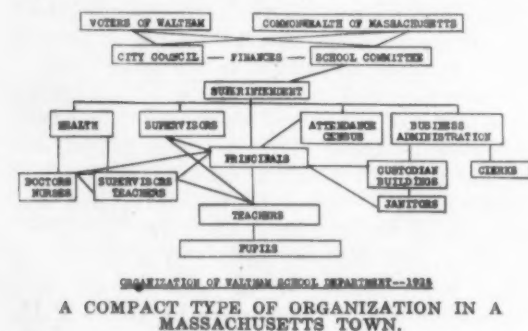 VOTERS OF WALTHAM
COMMONWEALTH OF MASSACHUSETTS
CITY COUNCIL — FINANCES — SCHOOL COMMITTEE
SUPERINTENDENT
HEALTH
SUPERVISORS
ATTENDANCE
CENSUS
BUSINESS
ADMINISTRATION
PRINCIPALS
DOCTORS
NURSES
SUPERVISORS
TEACHERS
CUSTODIAN
BUILDINGS
CLERKS
JANITORS
TEACHERS
PUPILS
ORGANIZATION OF WALTHAM SCHOOL DEPARTMENT--1925
A COMPACT TYPE OF ORGANIZATION IN A
MASSACHUSETTS TOWN.